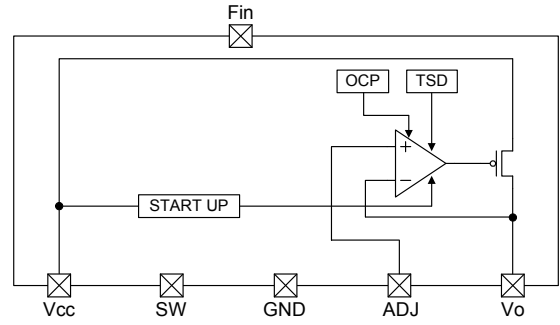 Fin
OCP TSD
+
−
START UP
Vcc SW GND ADJ Vo